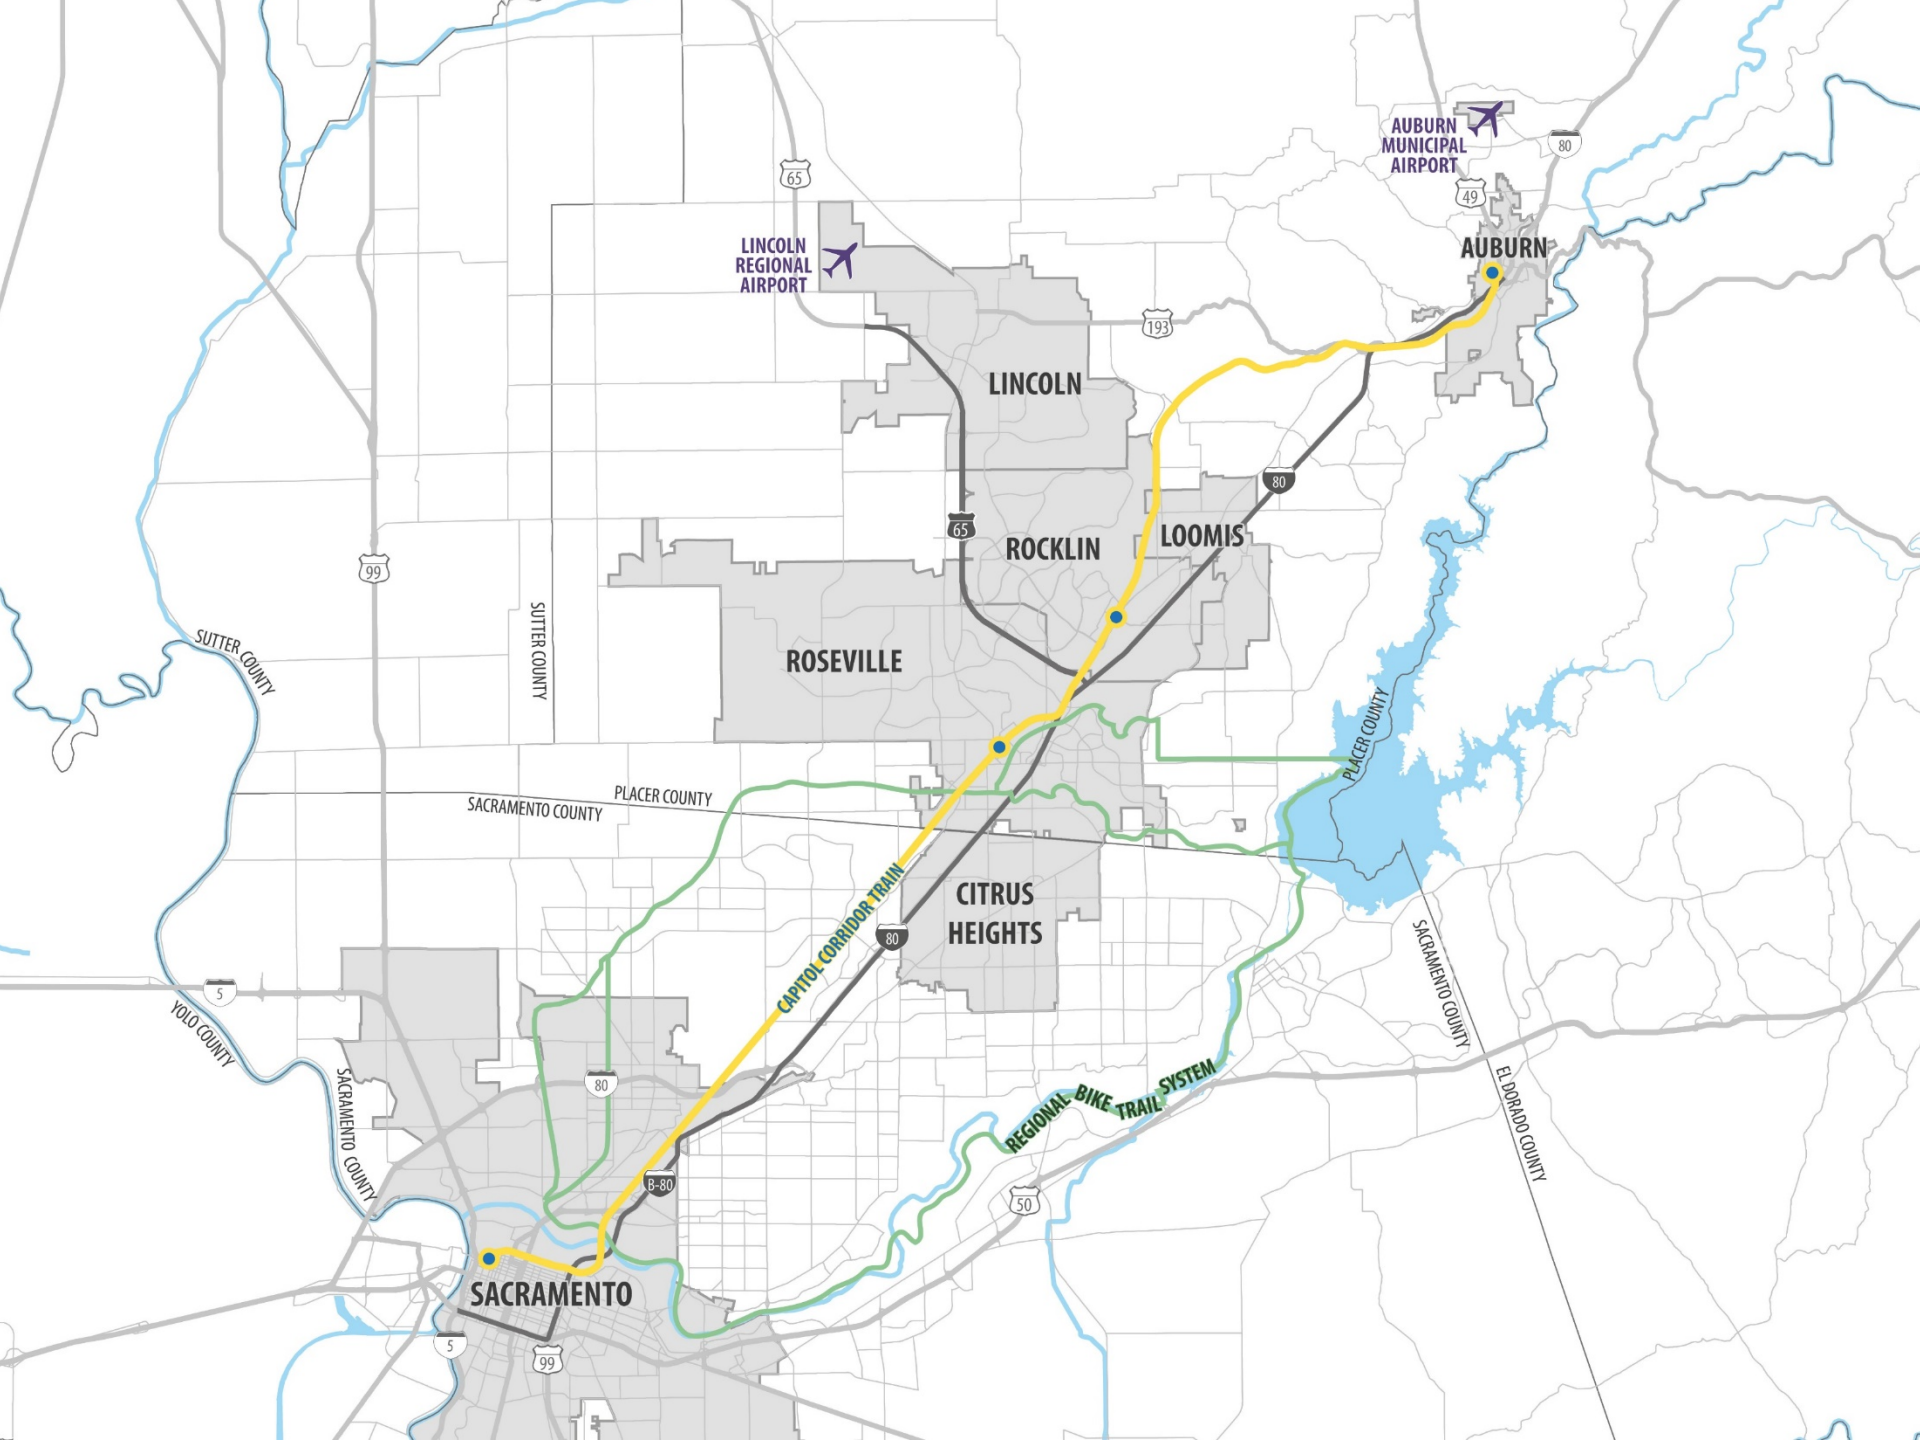 AUBURN
MUNICIPAL
AIRPORT
80
65
49
LINCOLN
REGIONAL
AIRPORT
AUBURN
193
LINCOLN
80
65
ROCKLIN
LOOMIS
99
SUTTER COUNTY
SUTTER COUNTY
ROSEVILLE
PLACER COUNTY
PLACER COUNTY
SACRAMENTO COUNTY
CAPITOL CORRIDOR TRAIN
CITRUS
HEIGHTS
80
5
YOLO COUNTY
SACRAMENTO COUNTY
SACRAMENTO COUNTY
EL DORADO COUNTY
80
REGIONAL BIKE TRAIL SYSTEM
B-80
50
SACRAMENTO
5
99